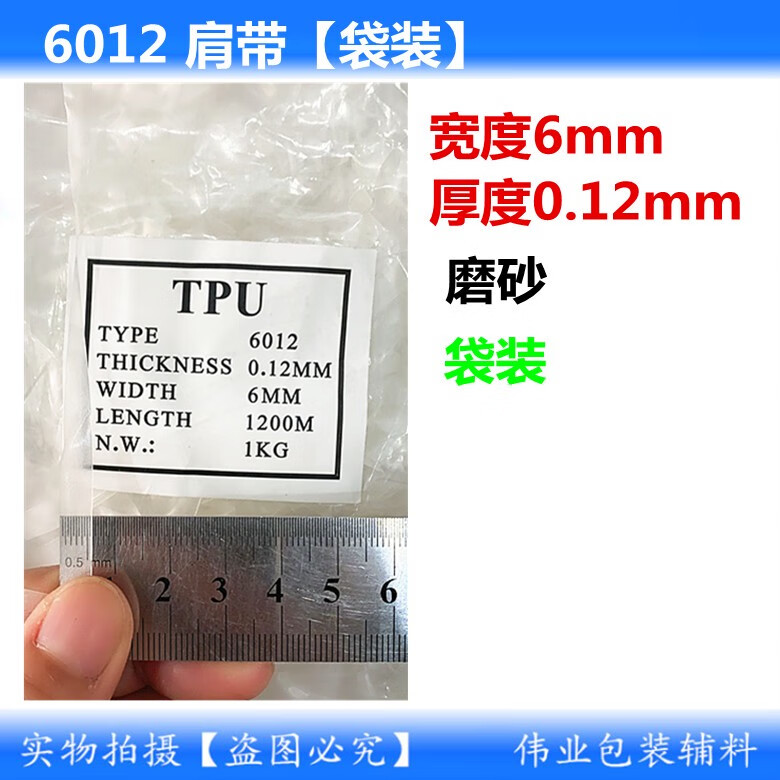 6012 肩带【袋装】
宽度6mm
厚度0.12mm
磨砂
袋装
TPU
TYPE 6012
THICKNESS 0.12MM
WIDTH 6MM
LENGTH 1200M
N.W.: 1KG
0.5 mm
1 2 3 4 5 6
实物拍摄【盗图必究】 伟业包装辅料